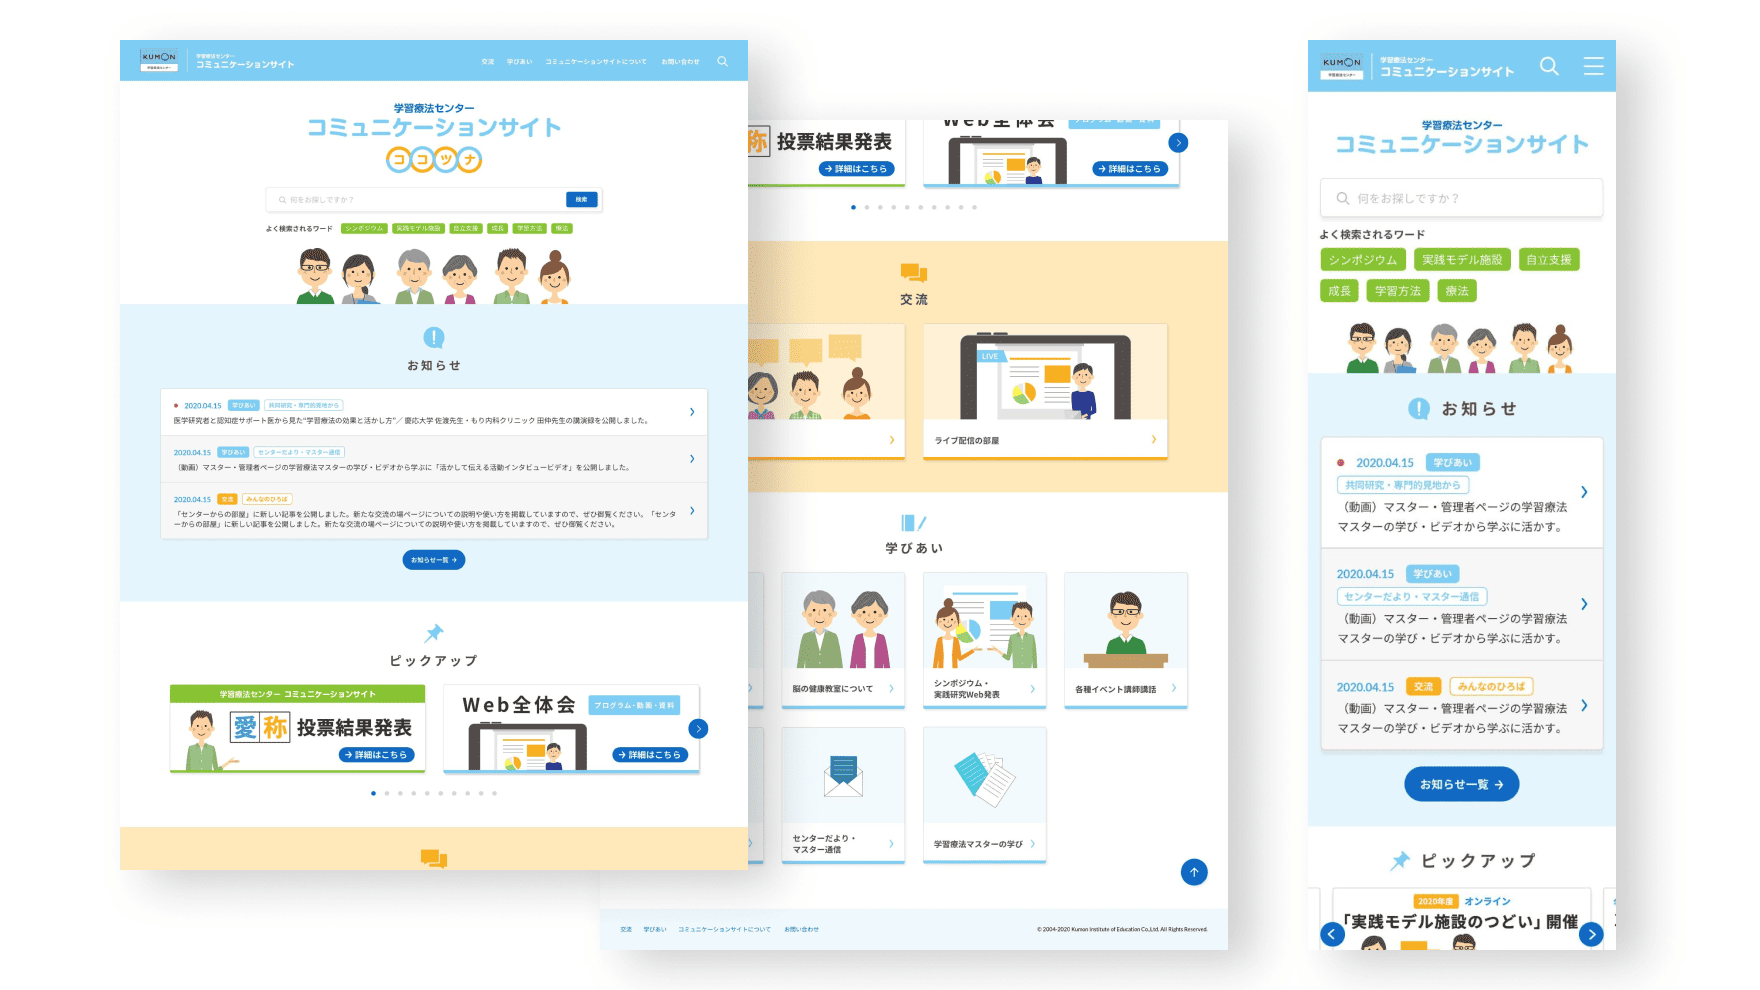 KUMON
学習療法センター
学習療法センター
コミュニケーションサイト
交流 学びあい コミュニケーションサイトについて お問い合わせ
学習療法センター
コミュニケーションサイト
ココツナ
何をお探しですか？
検索
よく検索されるワード シンポジウム 実践モデル施設 自立支援 成長 学習方法 療法
お知らせ
2020.04.15 学びあい 共同研究・専門的見地から
医学研究者と認知症サポート医から見た“学習療法の効果と活かし方”／ 慶応大学 佐渡先生・もり内科クリニック 田仲先生の講演録を公開しました。
2020.04.15 学びあい センターだより・マスター通信
（動画）マスター・管理者ページの学習療法マスターの学び・ビデオから学ぶに「活かして伝える活動インタビュービデオ」を公開しました。
2020.04.15 交流 みんなのひろば
「センターからの部屋」に新しい記事を公開しました。新たな交流の場ページについての説明や使い方を掲載していますので、ぜひ御覧ください。「センタ
ーからの部屋」に新しい記事を公開しました。新たな交流の場ページについての説明や使い方を掲載していますので、ぜひ御覧ください。
お知らせ一覧 →
ピックアップ
学習療法センター コミュニケーションサイト
愛称 投票結果発表
→ 詳細はこちら
Web全体会 プログラム・動画・資料
→ 詳細はこちら
称 投票結果発表
→ 詳細はこちら
Web全体会 プログラム・動画・資料
→ 詳細はこちら
交流
LIVE
ライブ配信の部屋
学びあい
脳の健康教室について
シンポジウム・
実践研究Web発表
各種イベント講師講話
センターだより・
マスター通信
学習療法マスターの学び
交流 学びあい コミュニケーションサイトについて お問い合わせ
© 2004-2020 Kumon Institute of Education Co.,Ltd. All Rights Reserved.
KUMON
学習療法センター
学習療法センター
コミュニケーションサイト
学習療法センター
コミュニケーションサイト
何をお探しですか？
よく検索されるワード
シンポジウム 実践モデル施設 自立支援
成長 学習方法 療法
お知らせ
2020.04.15 学びあい
共同研究・専門的見地から
（動画）マスター・管理者ページの学習療法
マスターの学び・ビデオから学ぶに活かす。
2020.04.15 学びあい
センターだより・マスター通信
（動画）マスター・管理者ページの学習療法
マスターの学び・ビデオから学ぶに活かす。
2020.04.15 交流 みんなのひろば
（動画）マスター・管理者ページの学習療法
マスターの学び・ビデオから学ぶに活かす。
お知らせ一覧 →
ピックアップ
2020年度 オンライン
「実践モデル施設のつどい」開催